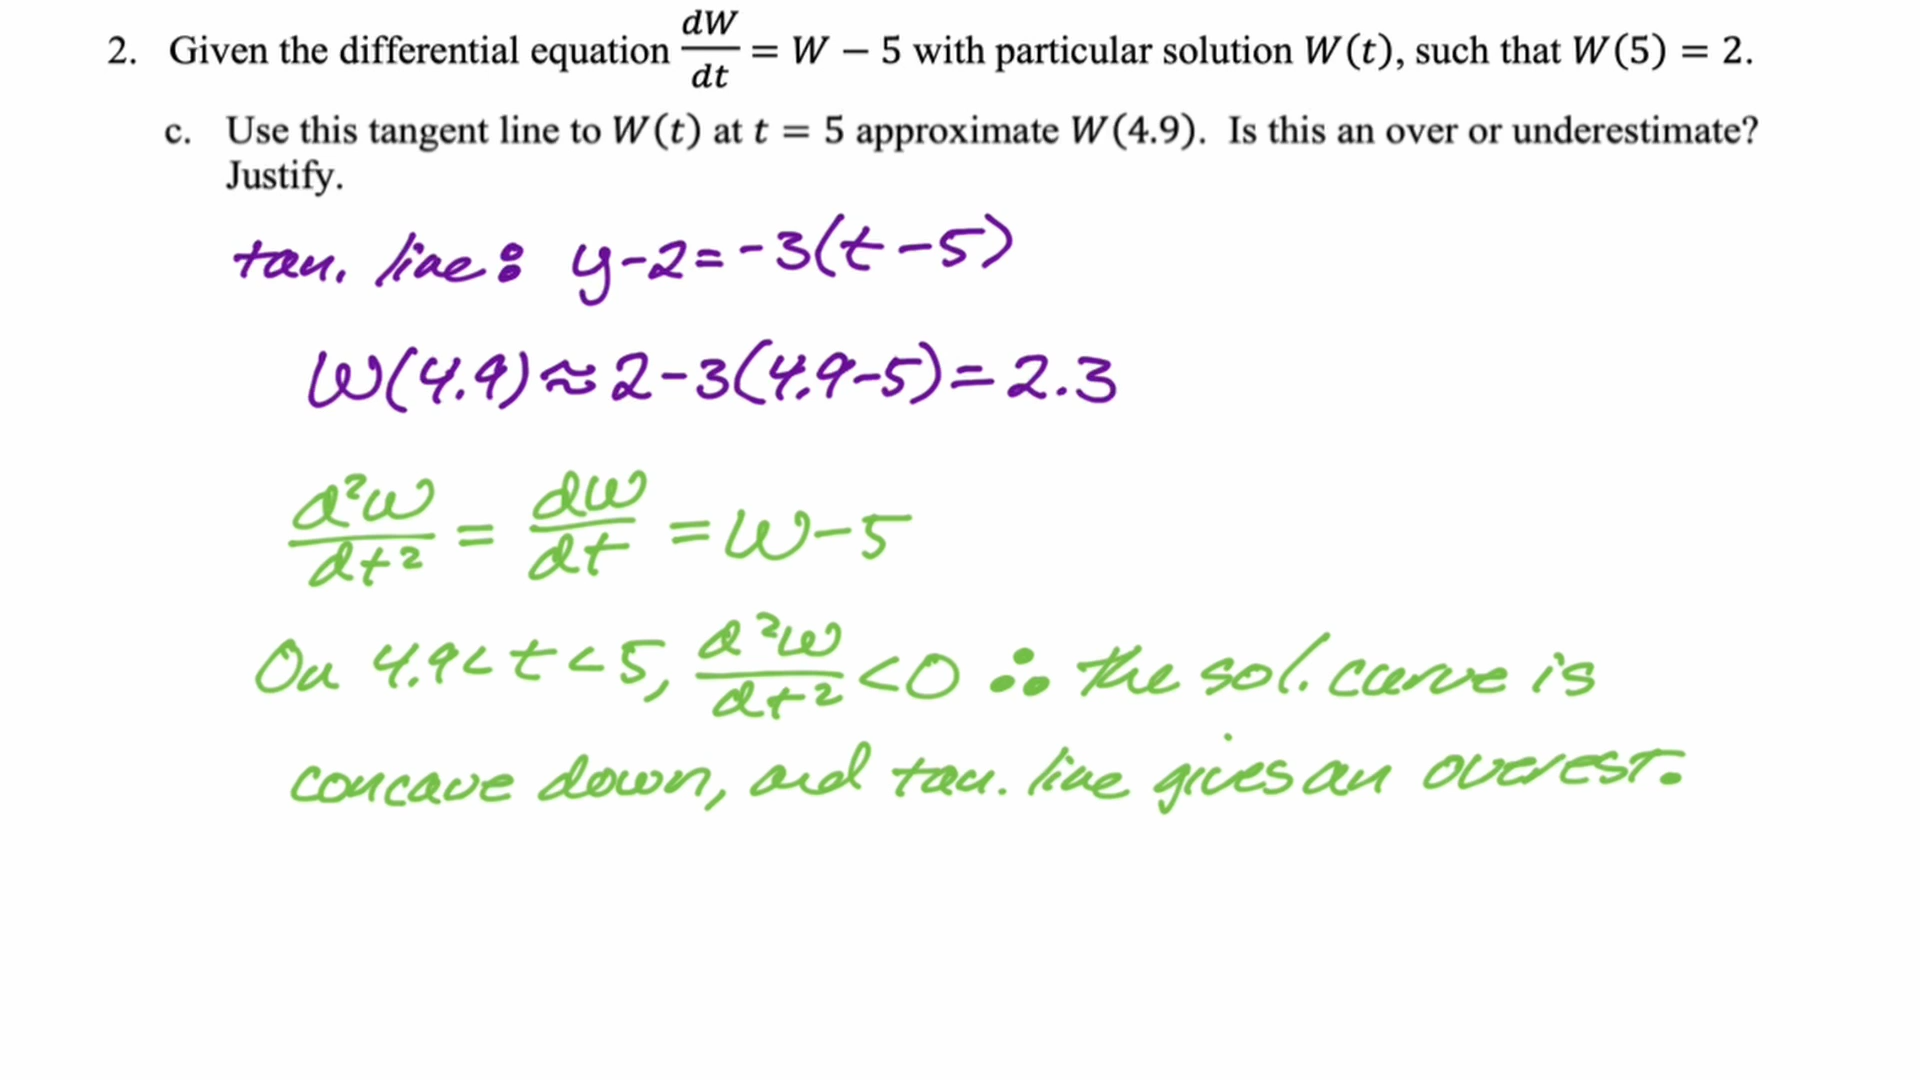 2. Given the differential equation dW/dt = W − 5 with particular solution W(t), such that W(5) = 2.
c. Use this tangent line to W(t) at t = 5 approximate W(4.9). Is this an over or underestimate?
Justify.
tan. line: y-2=-3(t-5)
W(4.9)≈2-3(4.9-5)=2.3
d²w/dt² = dw/dt = W-5
On 4.9<t<5, d²w/dt² <0 ∴ the sol. curve is
concave down, and tan. line gives an overest.